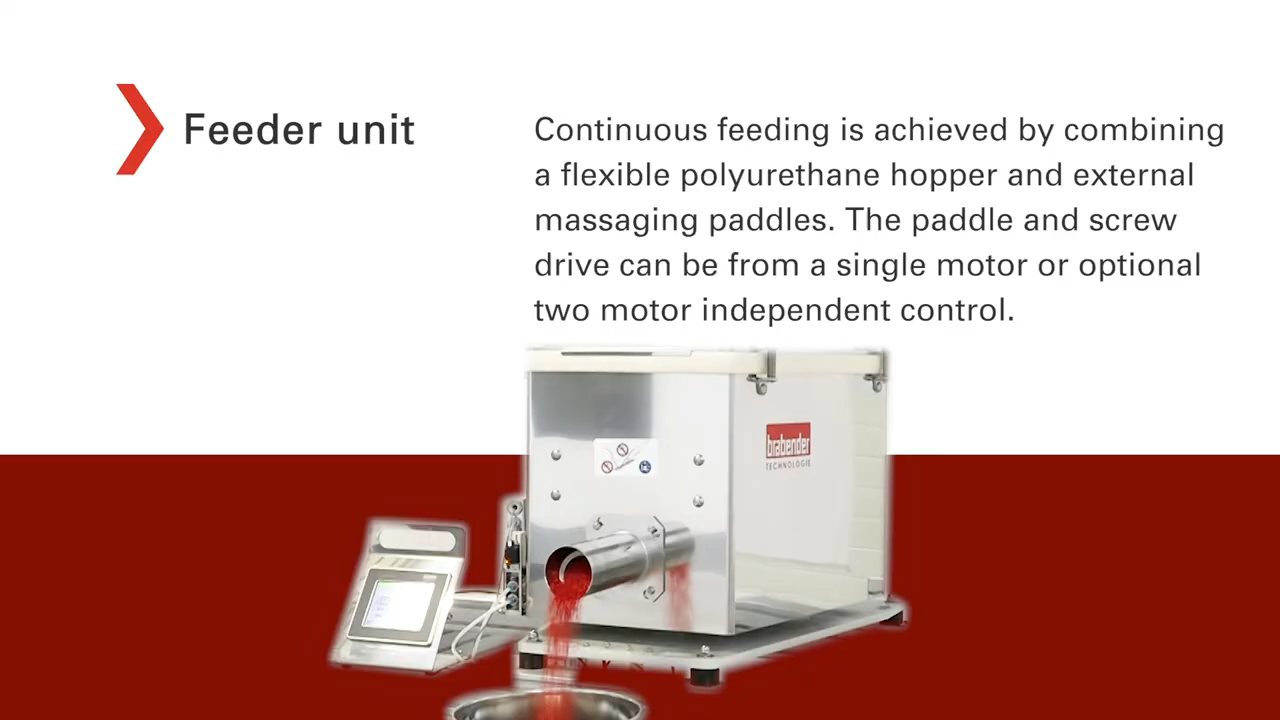 Feeder unit
Continuous feeding is achieved by combining
a flexible polyurethane hopper and external
massaging paddles. The paddle and screw
drive can be from a single motor or optional
two motor independent control.
brabender
TECHNOLOGIE